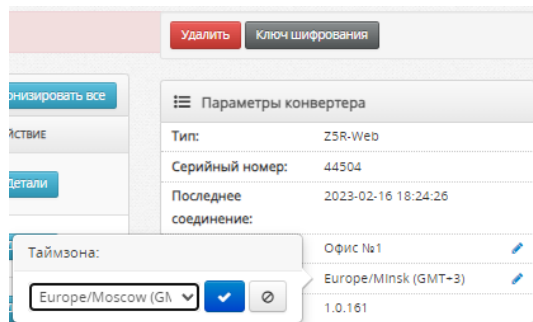 Удалить
Ключ шифрования
онизировать все
Параметры конвертера
йствие
Тип: Z5R-Web
Серийный номер: 44504
Детали
Последнее соединение: 2023-02-16 18:24:26
Таймзона:
Офис №1
Europe/Minsk (GMT+3)
Europe/Moscow (GM
1.0.161